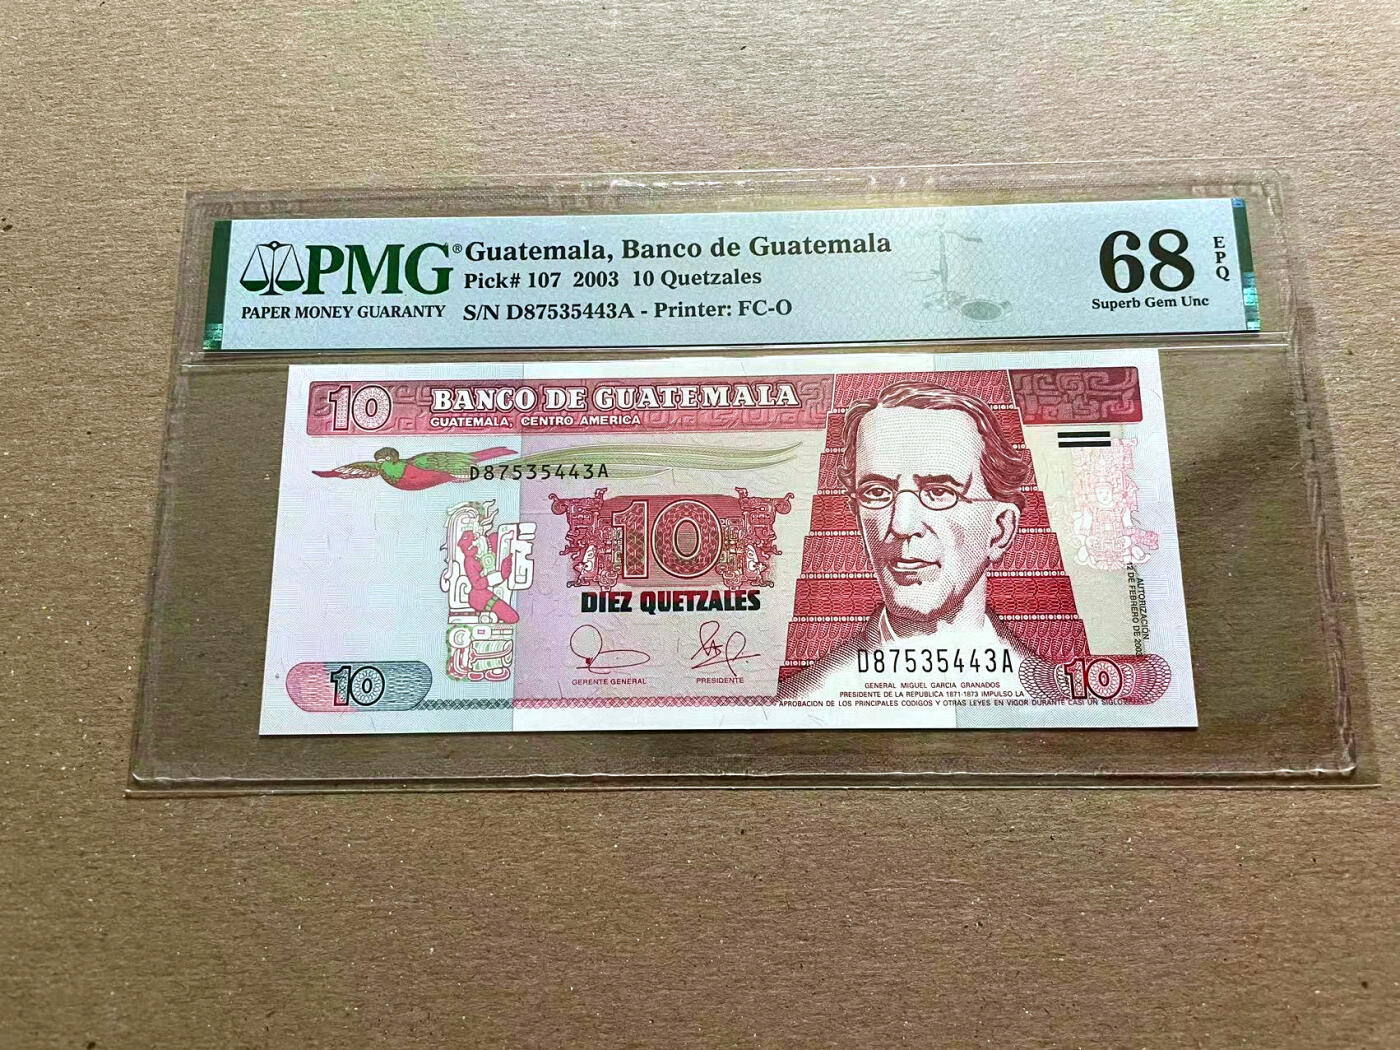 PMG®
PAPER MONEY GUARANTY
Guatemala, Banco de Guatemala
Pick# 107 2003 10 Quetzales
S/N D87535443A - Printer: FC-O
68
EPQ
Superb Gem Unc
10
BANCO DE GUATEMALA
GUATEMALA, CENTRO AMERICA
D87535443A
10
DIEZ QUETZALES
GERENTE GENERAL
PRESIDENTE
10
D87535443A
GENERAL MIGUEL GARCIA GRANADOS
PRESIDENTE DE LA REPUBLICA 1871-1873 IMPULSO LA
APROBACION DE LOS PRINCIPALES CODIGOS Y OTRAS LEYES EN VIGOR DURANTE CASI UN SIGLO
10
AUTORIZACIÓN
12 DE FEBRERO DE 2003